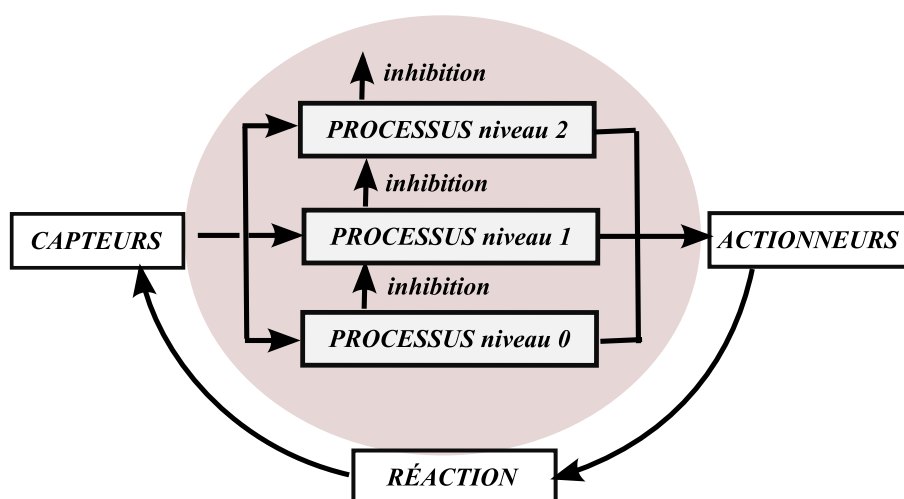 inhibition
PROCESSUS niveau 2
inhibition
CAPTEURS
PROCESSUS niveau 1
ACTIONNEURS
inhibition
PROCESSUS niveau 0
RÉACTION